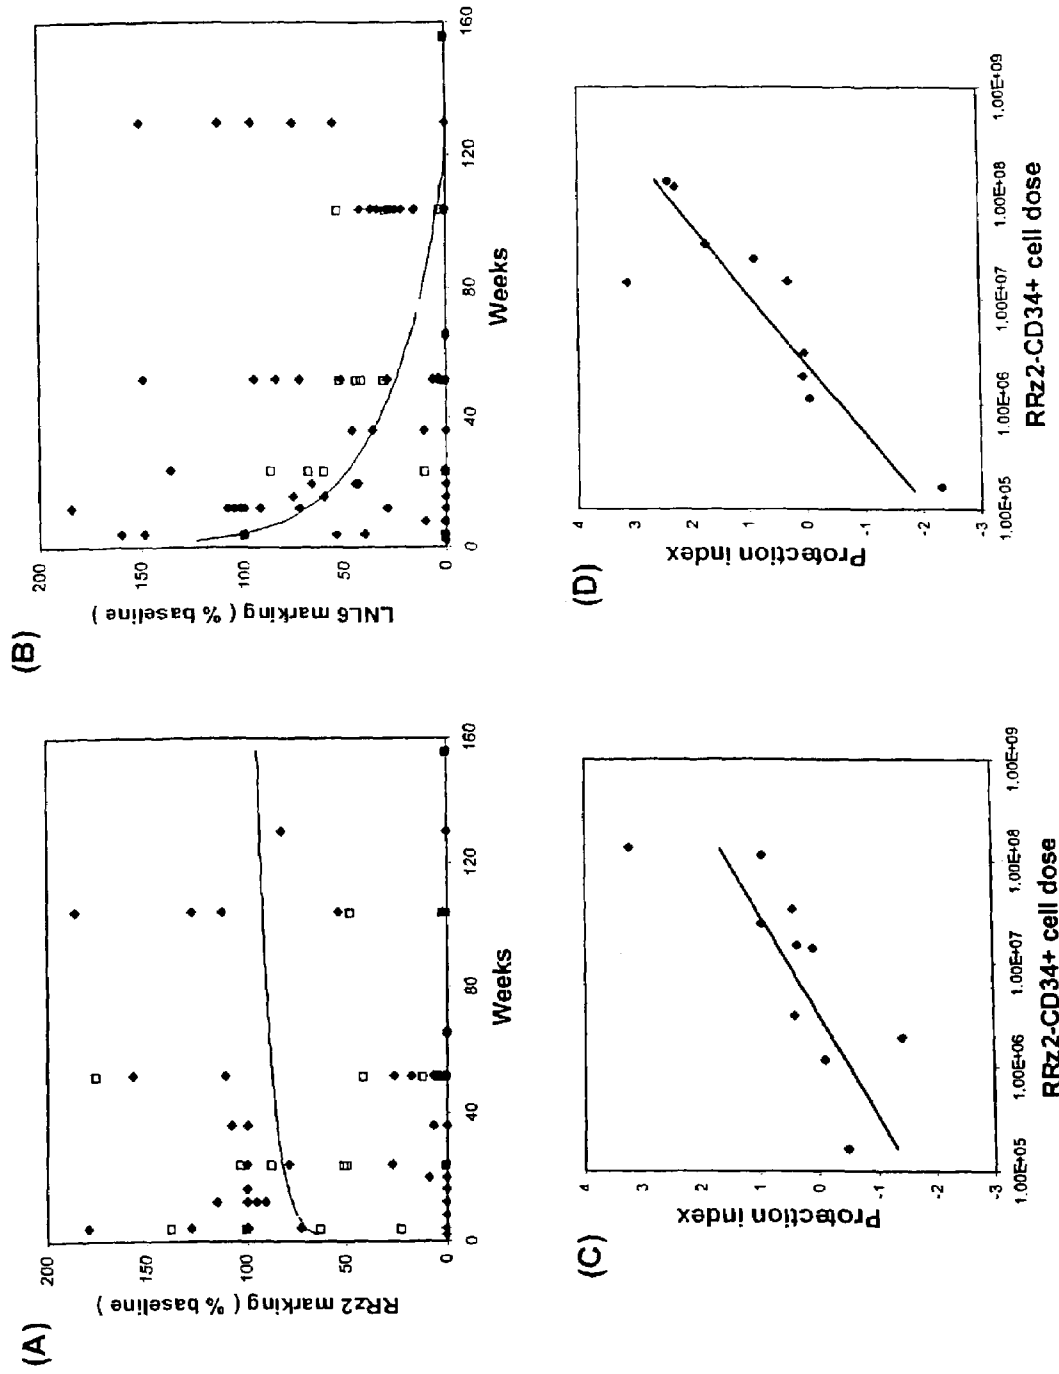 (A)
RRz2 marking ( % baseline )
200
150
100
50
0
0
40
80
120
160
Weeks
(B)
LNL6 marking ( % baseline )
200
150
100
50
0
0
40
80
120
160
Weeks
(C)
Protection index
4
3
2
1
0
-1
-2
-3
1.00E+05
1.00E+06
1.00E+07
1.00E+08
1.00E+09
RRz2-CD34+ cell dose
(D)
Protection index
4
3
2
1
0
-1
-2
-3
1.00E+05
1.00E+06
1.00E+07
1.00E+08
1.00E+09
RRz2-CD34+ cell dose